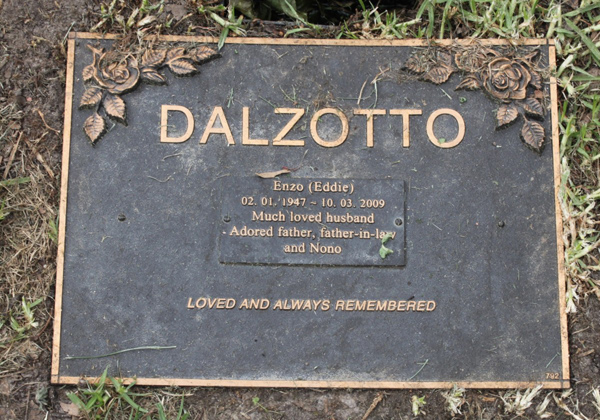 DALZOTTO
Enzo (Eddie)
02. 01. 1947 ~ 10. 03. 2009
Much loved husband
Adored father, father-in-law
and Nono
LOVED AND ALWAYS REMEMBERED
792